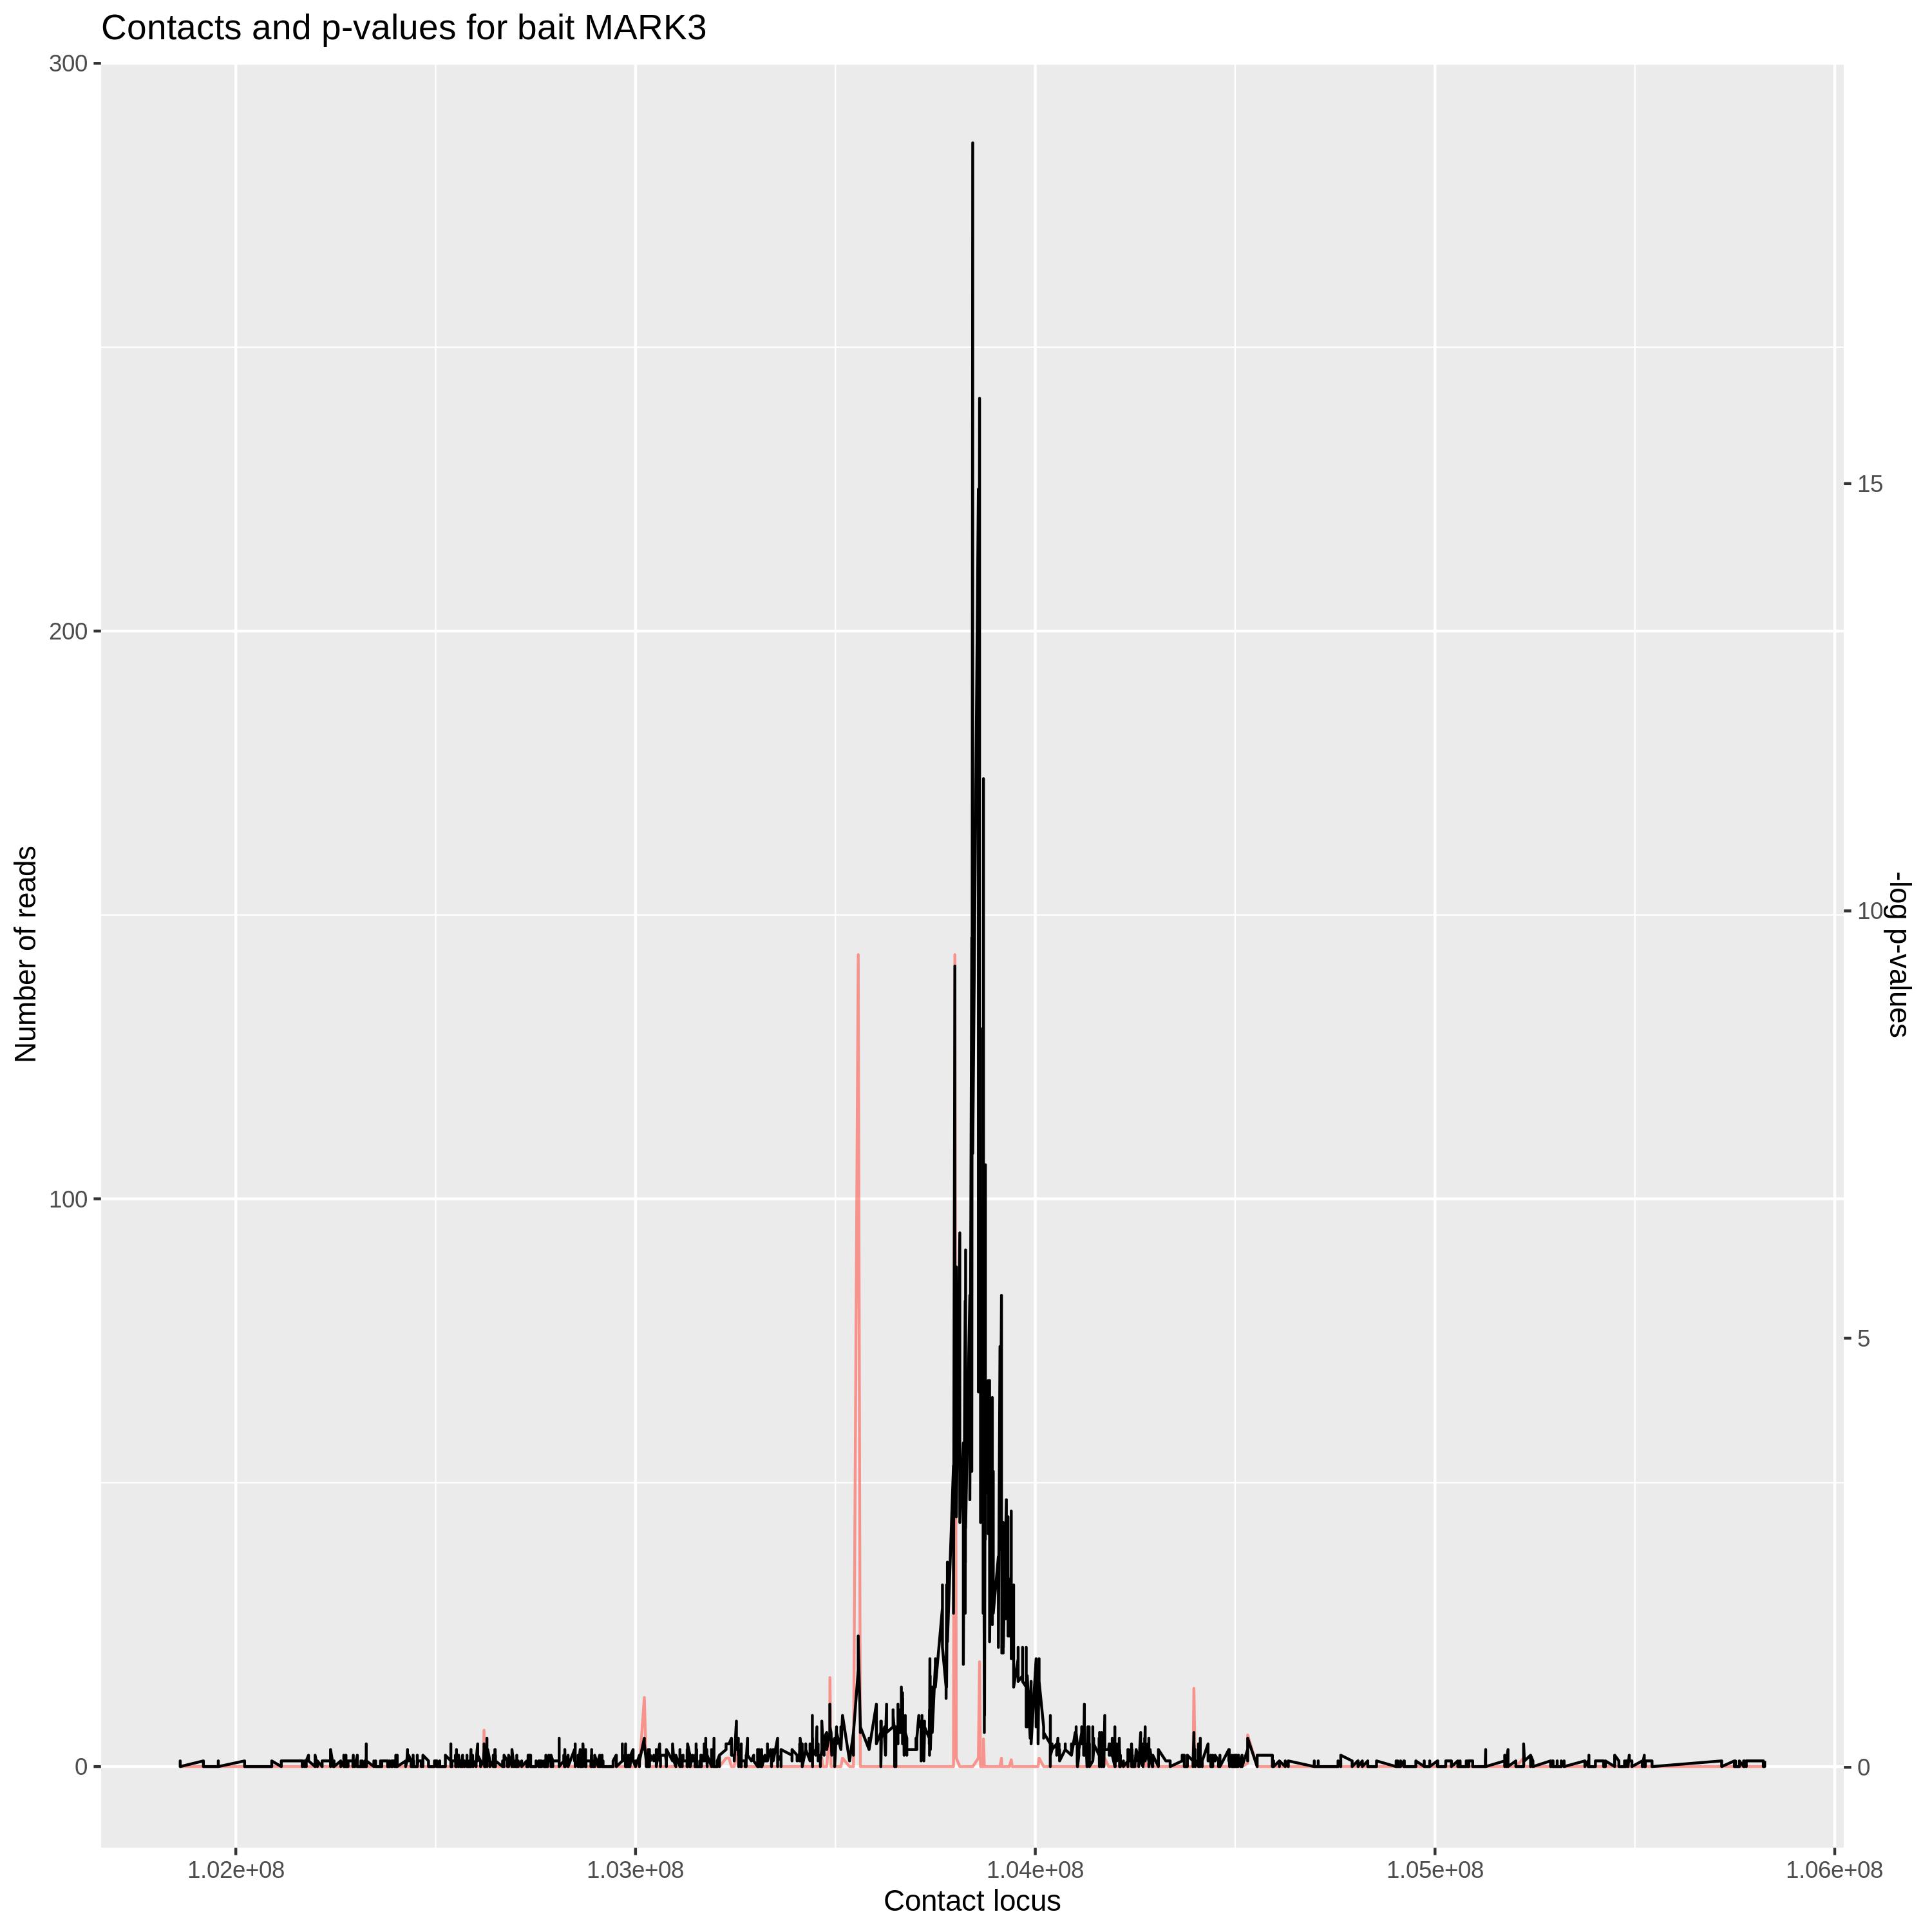 Contacts and p-values for bait MARK3
300
200
100
0
Number of reads
15
10
5
0
-log p-values
1.02e+08
1.03e+08
1.04e+08
1.05e+08
1.06e+08
Contact locus